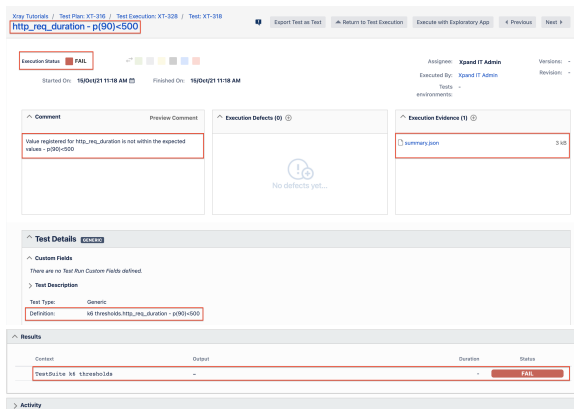 Xray Tutorials / Test Plan: XT-316 / Test Execution: XT-328 / Test: XT-318
http_req_duration - p(90)<500
Export Test as Test
Return to Test Execution
Execute with Exploratory App
Previous
Next
Execution Status FAIL
Started On: 15/Oct/21 11:18 AM
Finished On: 15/Oct/21 11:18 AM
Assignee: Xpand IT Admin
Versions: -
Executed By: Xpand IT Admin
Revision: -
Tests environments: -
Comment
Preview Comment
Value registered for http_req_duration is not within the expected
values - p(90)<500
Execution Defects (0)
No defects yet...
Execution Evidence (1)
summary.json 3 kB
Test Details GENERIC
Custom Fields
There are no Test Run Custom Fields defined.
Test Description
Test Type: Generic
Definition: k6 thresholds.http_req_duration - p(90)<500
Results
Context Output Duration Status
TestSuite k6 thresholds - - FAIL
Activity